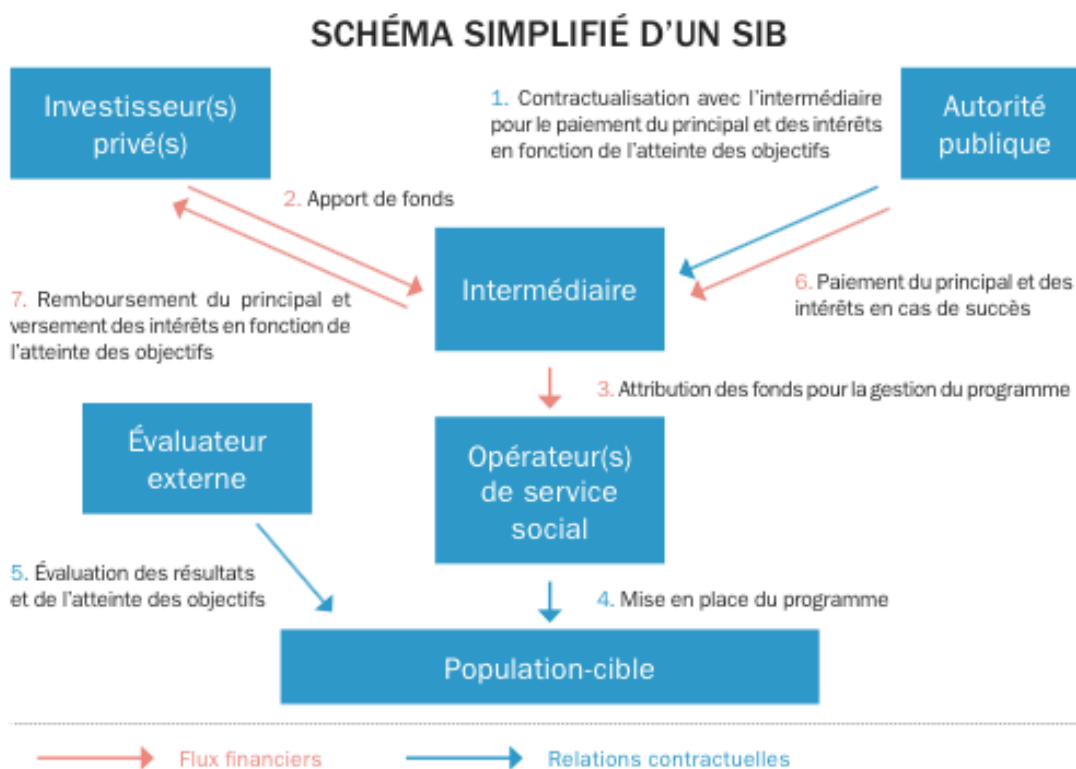 SCHÉMA SIMPLIFIÉ D'UN SIB
Investisseur(s)
privé(s)
1. Contractualisation avec l'intermédiaire
pour le paiement du principal et des intérêts
en fonction de l'atteinte des objectifs
Autorité
publique
2. Apport de fonds
Intermédiaire
7. Remboursement du principal et
versement des intérêts en fonction de
l'atteinte des objectifs
6. Paiement du principal et des
intérêts en cas de succès
3. Attribution des fonds pour la gestion du programme
Évaluateur
externe
Opérateur(s)
de service
social
5. Évaluation des résultats
et de l'atteinte des objectifs
4. Mise en place du programme
Population-cible
Flux financiers
Relations contractuelles